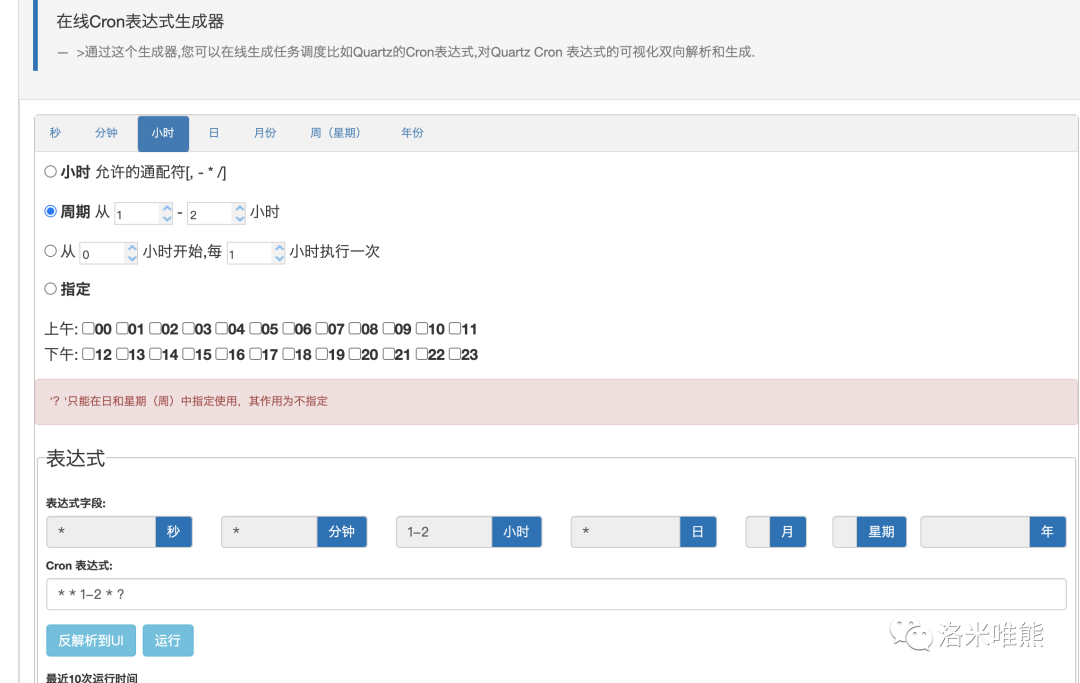 在线Cron表达式生成器
— >通过这个生成器,您可以在线生成任务调度比如Quartz的Cron表达式,对Quartz Cron 表达式的可视化双向解析和生成.
秒 分钟 小时 日 月份 周（星期） 年份
小时 允许的通配符[, - * /]
周期 从 1 - 2 小时
从 0 小时开始,每 1 小时执行一次
指定
上午: 00 01 02 03 04 05 06 07 08 09 10 11
下午: 12 13 14 15 16 17 18 19 20 21 22 23
'？'只能在日和星期（周）中指定使用，其作用为不指定
表达式
表达式字段:
* 秒 * 分钟 1-2 小时 * 日 月 星期 年
Cron 表达式:
* * 1-2 * ?
反解析到UI 运行
洛米唯熊
最近10次运行时间